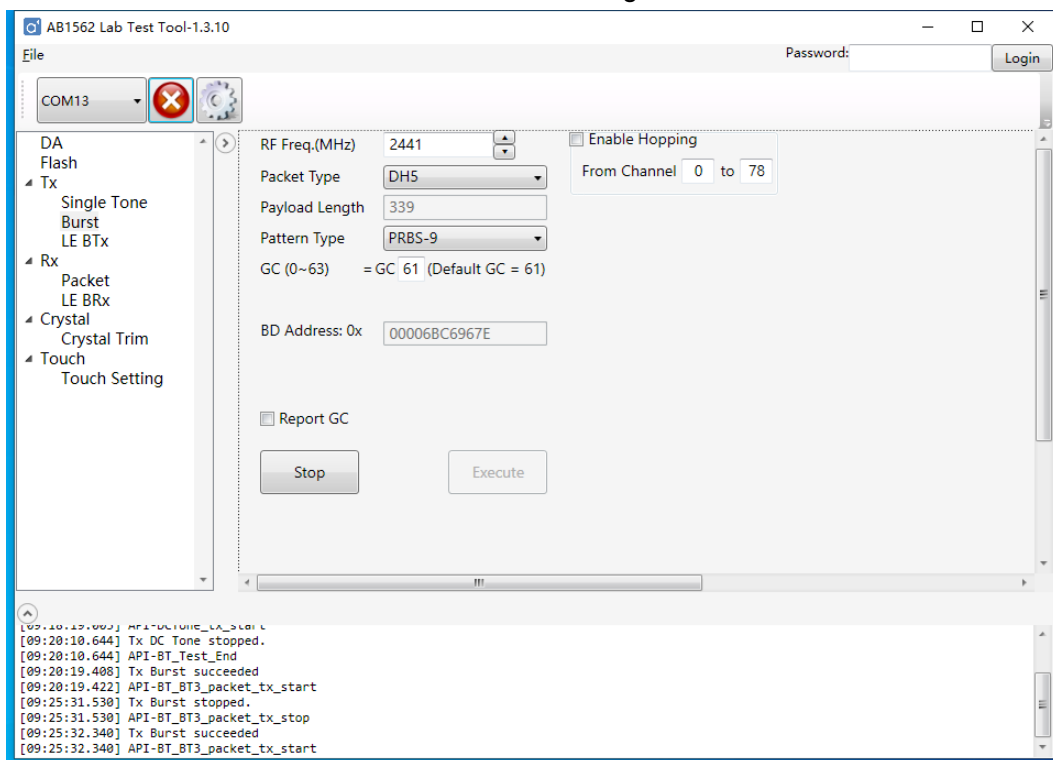 AB1562 Lab Test Tool-1.3.10
File
Password:
Login
COM13
DA
Flash
Tx
Single Tone
Burst
LE BTx
Rx
Packet
LE BRx
Crystal
Crystal Trim
Touch
Touch Setting
RF Freq.(MHz) 2441
Packet Type DH5
Payload Length 339
Pattern Type PRBS-9
GC (0~63) = GC 61 (Default GC = 61)
BD Address: 0x 00006BC6967E
Report GC
Stop Execute
Enable Hopping
From Channel 0 to 78
[09:20:10.644] Tx DC Tone stopped.
[09:20:10.644] API-BT_Test_End
[09:20:19.408] Tx Burst succeeded
[09:20:19.422] API-BT_BT3_packet_tx_start
[09:25:31.530] Tx Burst stopped.
[09:25:31.530] API-BT_BT3_packet_tx_stop
[09:25:32.340] Tx Burst succeeded
[09:25:32.340] API-BT_BT3_packet_tx_start